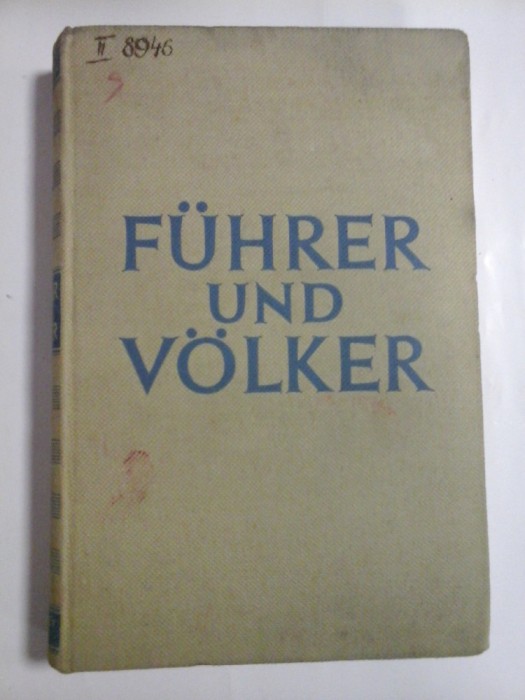 II 8946
FÜHRER
UND
VÖLKER